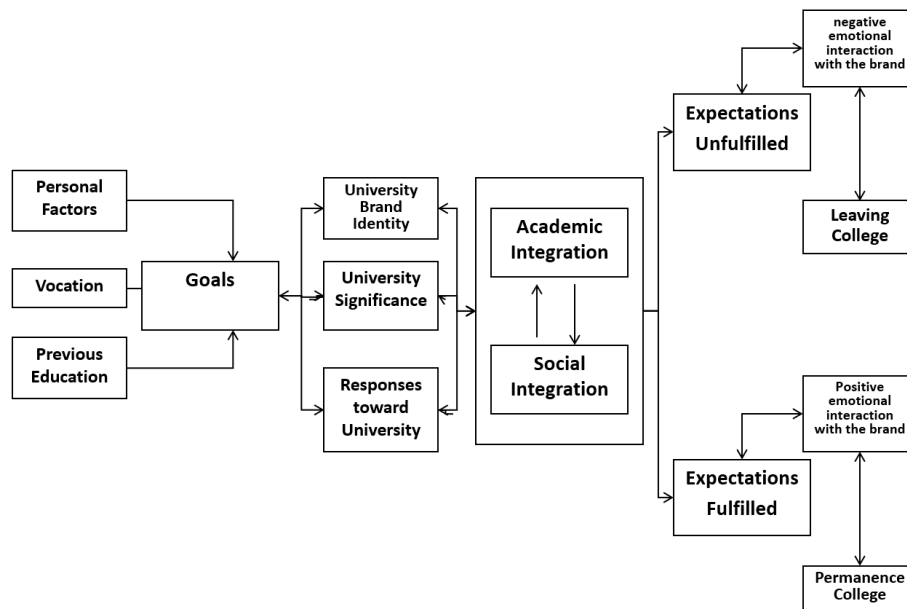 Personal
Factors
Vocation
Previous
Education
Goals
University
Brand
Identity
University
Significance
Responses
toward
University
Academic
Integration
Social
Integration
Expectations
Unfulfilled
negative
emotional
interaction
with the brand
Leaving
College
Expectations
Fulfilled
Positive
emotional
interaction
with the brand
Permanence
College